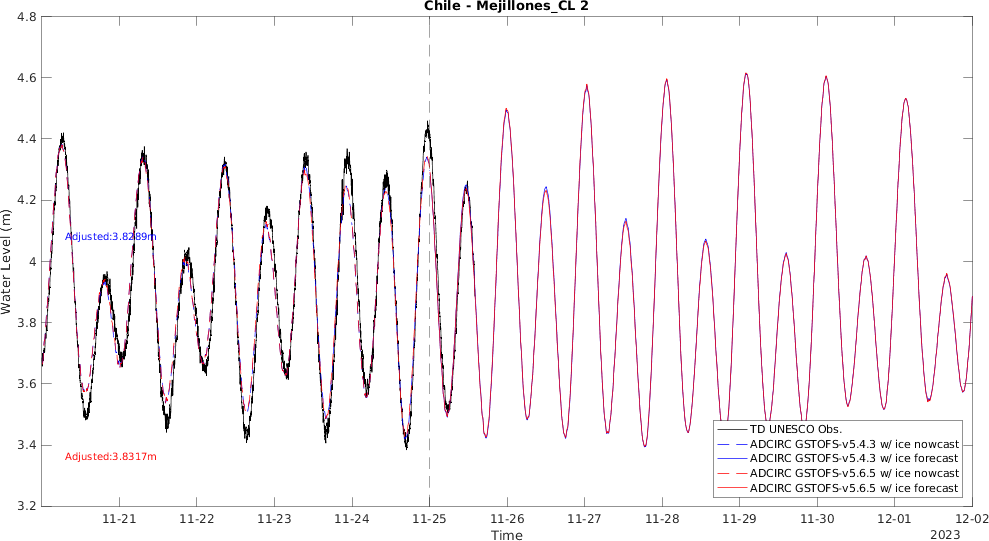 Chile - Mejillones_CL 2
4.8
4.6
4.4
4.2
4
3.8
3.6
3.4
3.2
Water Level (m)
Adjusted:3.8289m
Adjusted:3.8317m
TD UNESCO Obs.
ADCIRC GSTOFS-v5.4.3 w/ ice nowcast
ADCIRC GSTOFS-v5.4.3 w/ ice forecast
ADCIRC GSTOFS-v5.6.5 w/ ice nowcast
ADCIRC GSTOFS-v5.6.5 w/ ice forecast
11-21 11-22 11-23 11-24 11-25 11-26 11-27 11-28 11-29 11-30 12-01 12-02
Time
2023